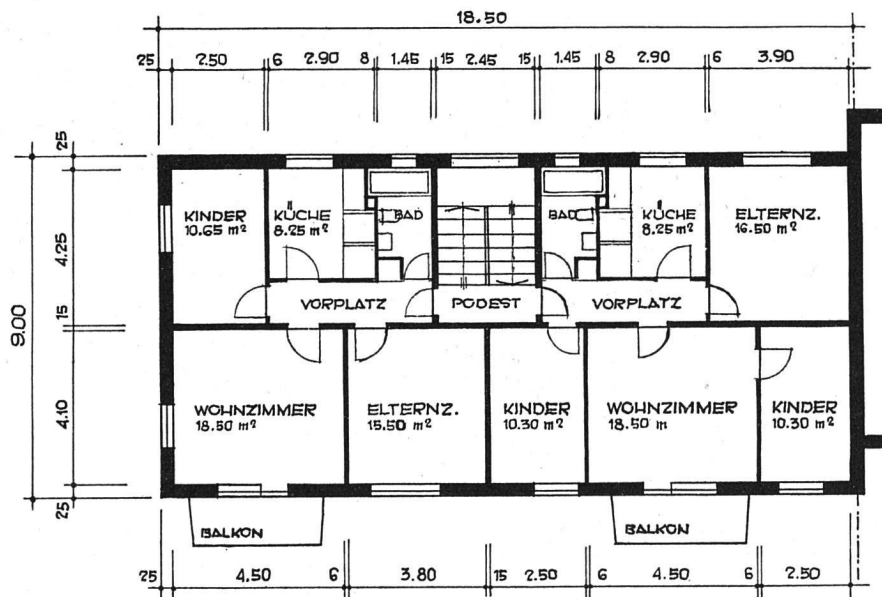 18.50
25 2.50 6 2.90 8 1.45 15 2.45 15 1.45 8 2.90 6 3.90
25
4.25
15
4.10
25
9.00
KINDER
10.65 m²
KÜCHE
8.25 m²
BAD
BAD
KÜCHE
8.25 m²
ELTERNZ.
16.50 m²
VORPLATZ
PODEST
VORPLATZ
WOHNZIMMER
18.50 m²
ELTERNZ.
15.50 m²
KINDER
10.30 m²
WOHNZIMMER
18.50 m
KINDER
10.30 m²
BALKON
BALKON
25 4.50 6 3.80 15 2.50 6 4.50 6 2.50